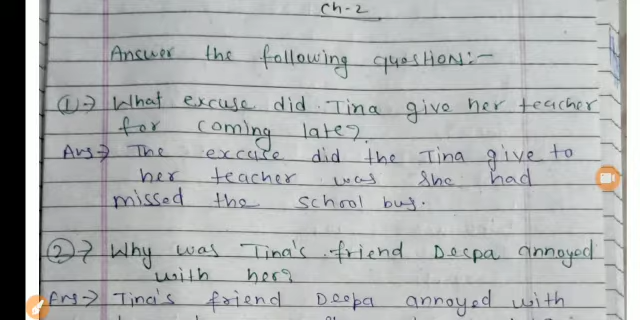 Ch-2
Answer the following question:-
①→ What excuse did Tina give her teacher
for coming late?
Ans→ The excuse did the Tina give to
her teacher was she had
missed the school bus.
②→ Why was Tina's friend Deepa annoyed
with her?
Ans→ Tina's friend Deepa annoyed with